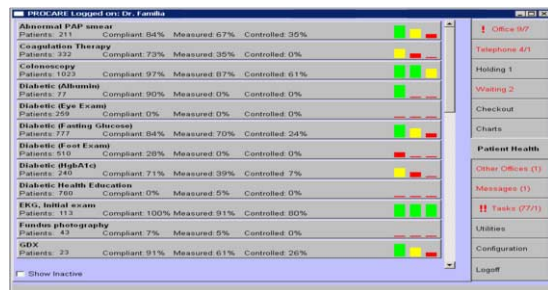 PROCARE Logged on: Dr. Familia
Abnormal PAP smear
Patients: 211 Compliant: 84% Measured: 67% Controlled: 35%
Coagulation Therapy
Patients: 332 Compliant: 73% Measured: 35% Controlled: 0%
Colonoscopy
Patients: 1023 Compliant: 97% Measured: 87% Controlled: 61%
Diabetic (Albumin)
Patients: 77 Compliant: 90% Measured: 0% Controlled: 0%
Diabetic (Eye Exam)
Patients: 259 Compliant: 0% Measured: 0% Controlled: 0%
Diabetic (Fasting Glucose)
Patients: 777 Compliant: 84% Measured: 70% Controlled: 24%
Diabetic (Foot Exam)
Patients: 510 Compliant: 28% Measured: 0% Controlled: 0%
Diabetic (HgbA1c)
Patients: 240 Compliant: 71% Measured: 39% Controlled: 7%
Diabetic Health Education
Patients: 760 Compliant: 0% Measured: 5% Controlled: 0%
EKG, Initial exam
Patients: 113 Compliant: 100% Measured: 91% Controlled: 80%
Fundus photography
Patients: 43 Compliant: 7% Measured: 5% Controlled: 0%
GDX
Patients: 23 Compliant: 91% Measured: 61% Controlled: 26%
Show Inactive
! Office 9/7
Telephone 4/1
Holding 1
Waiting 2
Checkout
Charts
Patient Health
Other Offices (1)
Messages (1)
!! Tasks (77/1)
Utilities
Configuration
Logoff